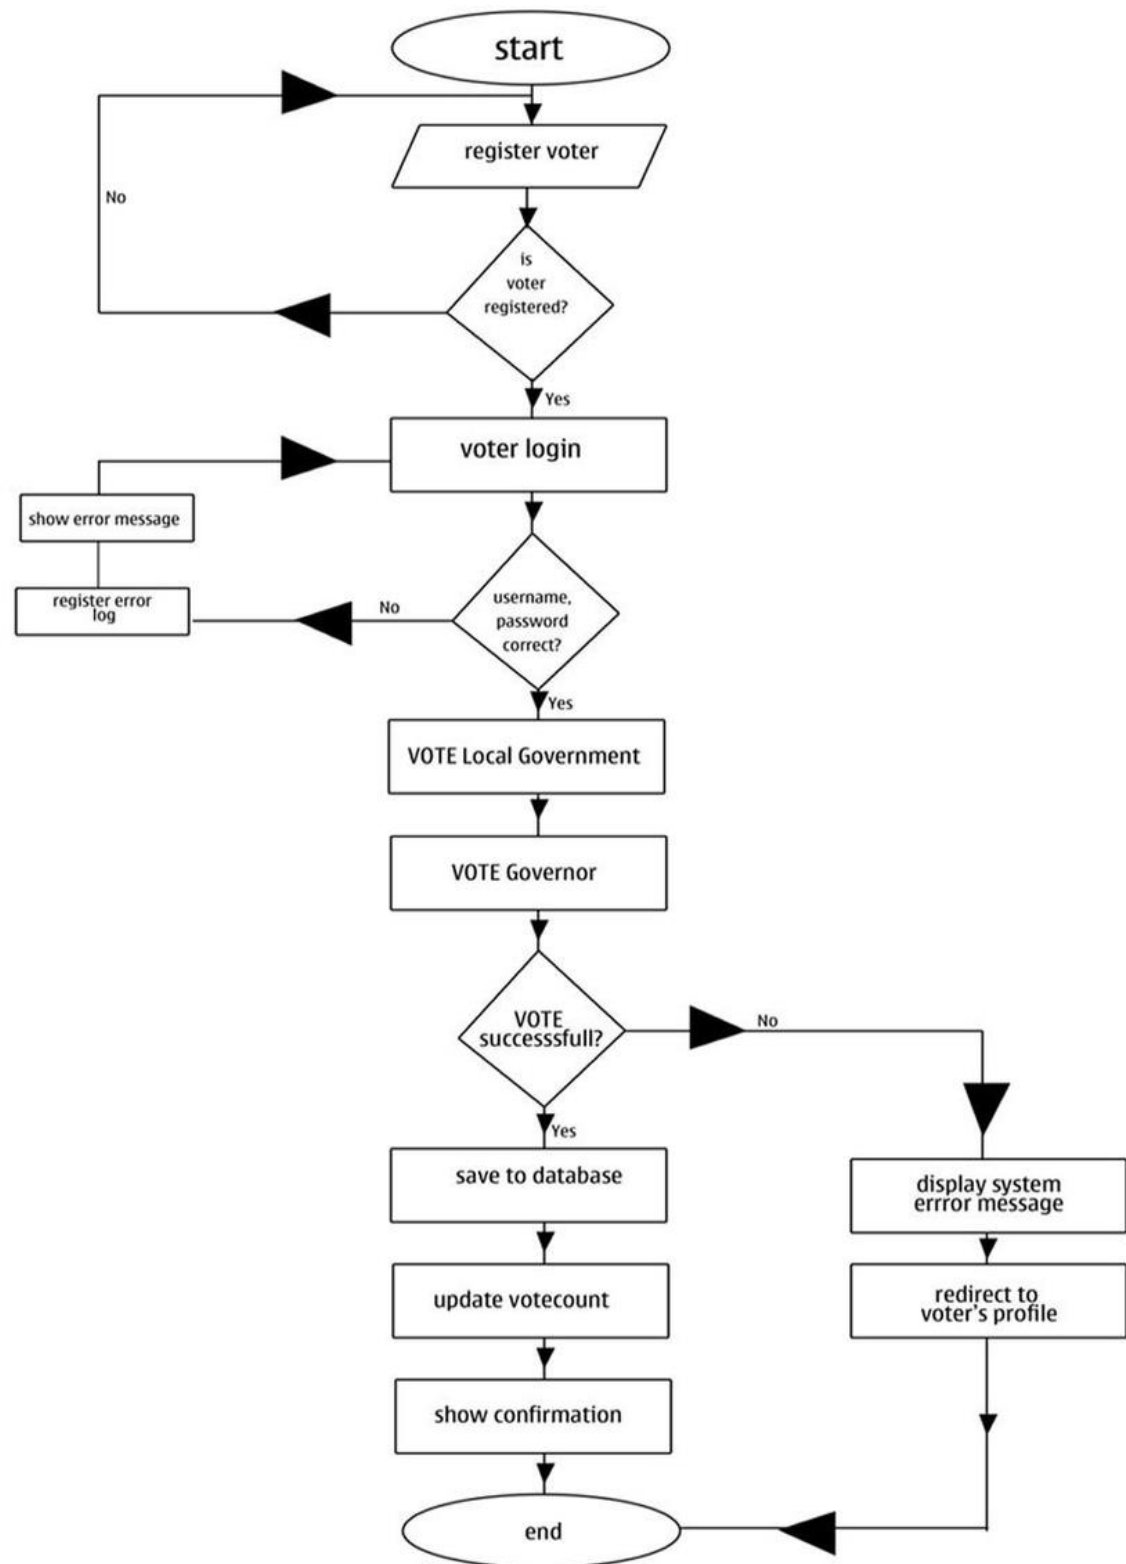 start
register voter
No
is
voter
registered?
Yes
voter login
show error message
register error
log
No
username,
password
correct?
Yes
VOTE Local Government
VOTE Governor
VOTE
successsfull?
No
Yes
save to database
display system
errror message
update votecount
redirect to
voter's profile
show confirmation
end